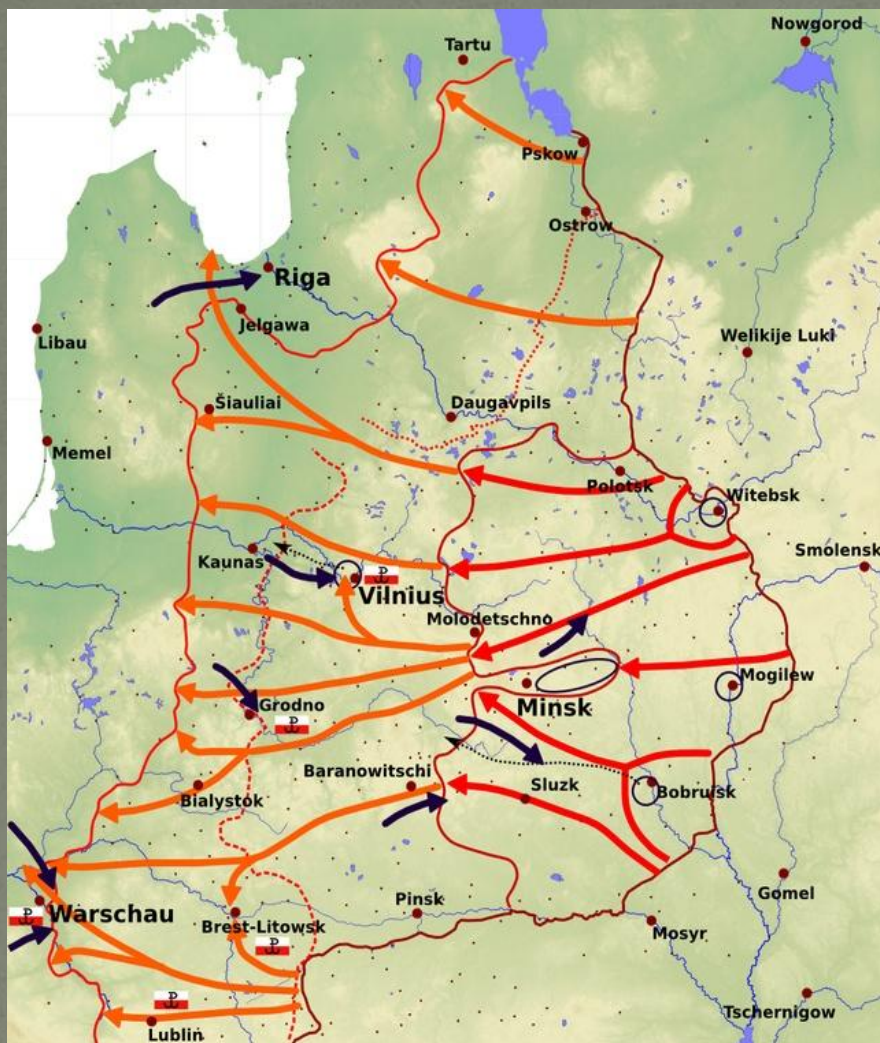 Nowgorod
Tartu
Pskow
Ostrow
Riga
Jelgawa
Libau
Welikije Luki
Šiauliai
Daugavpils
Memel
Polotsk
Witebsk
Smolensk
Kaunas
Vilnius
Molodetschno
Mogilew
Minsk
Grodno
Baranowitschi
Sluzk
Bobruisk
Bialystok
Gomel
Pinsk
Warschau
Brest-Litowsk
Mosyr
Tschernigow
Lublin